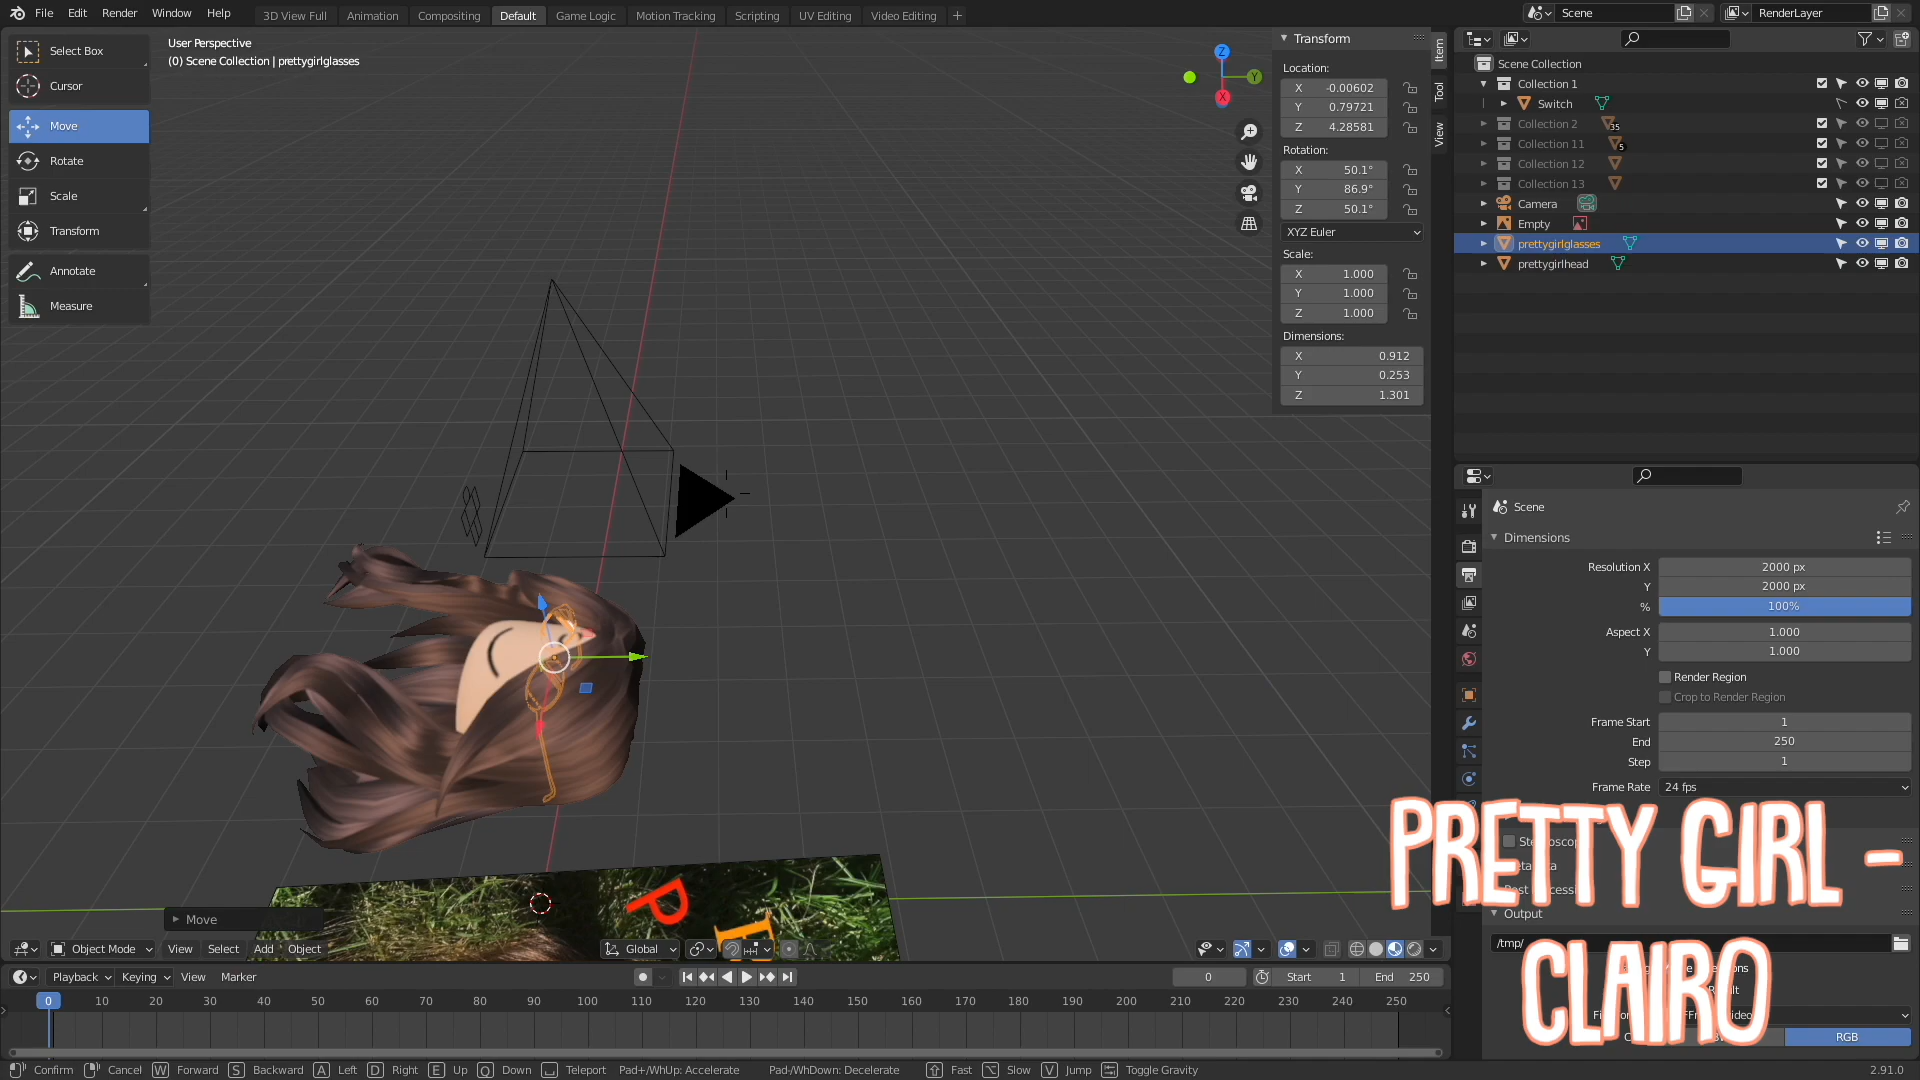 File Edit Render Window Help 3D View Full Animation Compositing Default Game Logic Motion Tracking Scripting UV Editing Video Editing Scene RenderLayer
Select Box
Cursor
Move
Rotate
Scale
Transform
Annotate
Measure
User Perspective
(0) Scene Collection | prettygirlglasses
Z
Y
X
Transform
Location:
X -0.00602
Y 0.79721
Z 4.28581
Rotation:
X 50.1°
Y 86.9°
Z 50.1°
XYZ Euler
Scale:
X 1.000
Y 1.000
Z 1.000
Dimensions:
X 0.912
Y 0.253
Z 1.301
Item
Tool
View
Scene Collection
Collection 1
Switch
Collection 2 35
Collection 11 5
Collection 12
Collection 13
Camera
Empty
prettygirlglasses
prettygirlhead
Scene
Dimensions
Resolution X 2000 px
Y 2000 px
% 100%
Aspect X 1.000
Y 1.000
Render Region
Crop to Render Region
Frame Start 1
End 250
Step 1
Frame Rate 24 fps
Output
/tmp/
RGB
PRETTY GIRL -
CLAIRO
P
Move
Object Mode View Select Add Object Global
Playback Keying View Marker 0 Start 1 End 250
0 10 20 30 40 50 60 70 80 90 100 110 120 130 140 150 160 170 180 190 200 210 220 230 240 250
Confirm Cancel W Forward S Backward A Left D Right E Up Q Down Teleport Pad+/WhUp: Accelerate Pad-/WhDown: Decelerate Fast Slow V Jump Toggle Gravity 2.91.0